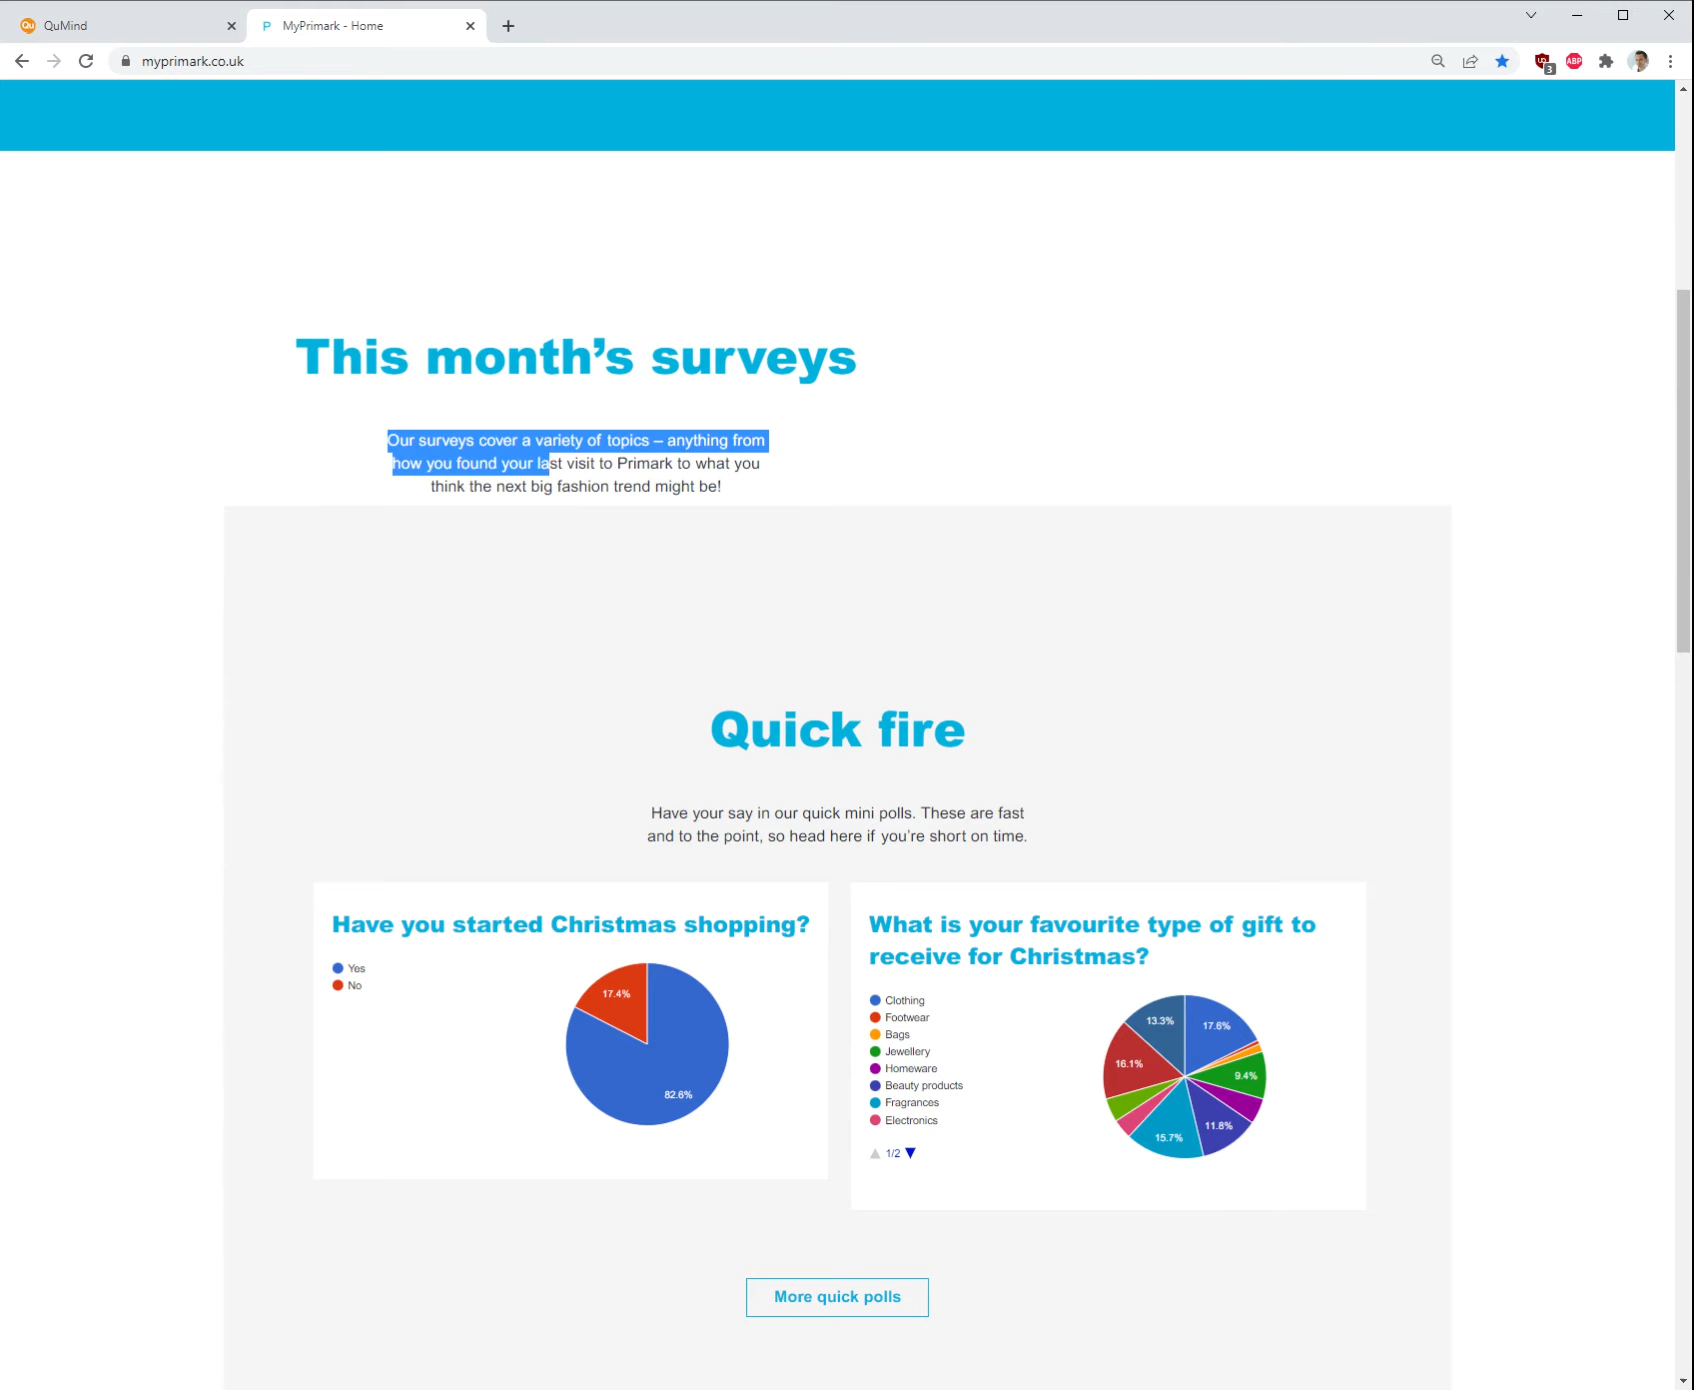 QuMind
MyPrimark - Home
myprimark.co.uk
3
ABP
This month’s surveys
Our surveys cover a variety of topics – anything from
how you found your last visit to Primark to what you
think the next big fashion trend might be!
Quick fire
Have your say in our quick mini polls. These are fast
and to the point, so head here if you’re short on time.
Have you started Christmas shopping?
Yes
No
17.4%
82.6%
What is your favourite type of gift to
receive for Christmas?
Clothing
Footwear
Bags
Jewellery
Homeware
Beauty products
Fragrances
Electronics
1/2
13.3%
17.6%
16.1%
9.4%
11.8%
15.7%
More quick polls